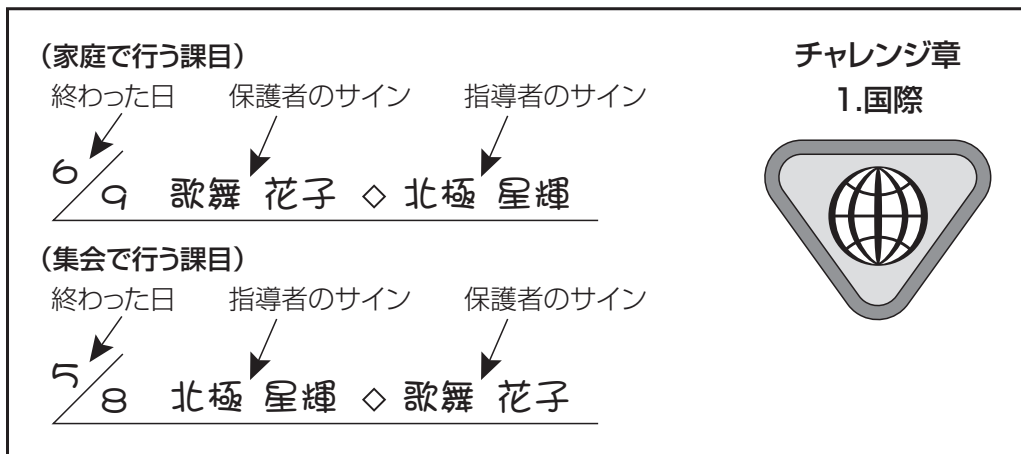 (家庭で行う課目)
終わった日 保護者のサイン 指導者のサイン
6/9 歌舞 花子 ◇ 北極 星輝
(集会で行う課目)
終わった日 指導者のサイン 保護者のサイン
5/8 北極 星輝 ◇ 歌舞 花子
チャレンジ章
1.国際